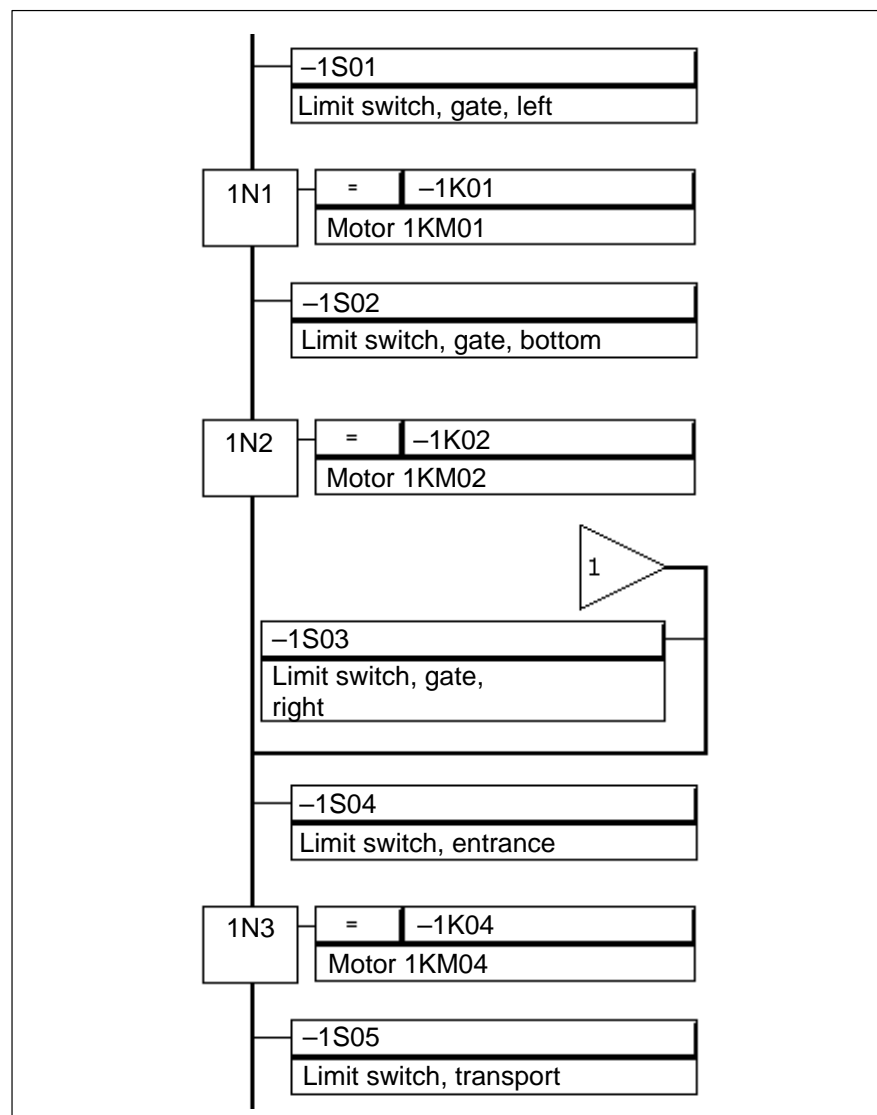 –1S01
Limit switch, gate, left
1N1 = –1K01
Motor 1KM01
–1S02
Limit switch, gate, bottom
1N2 = –1K02
Motor 1KM02
1
–1S03
Limit switch, gate,
right
–1S04
Limit switch, entrance
1N3 = –1K04
Motor 1KM04
–1S05
Limit switch, transport